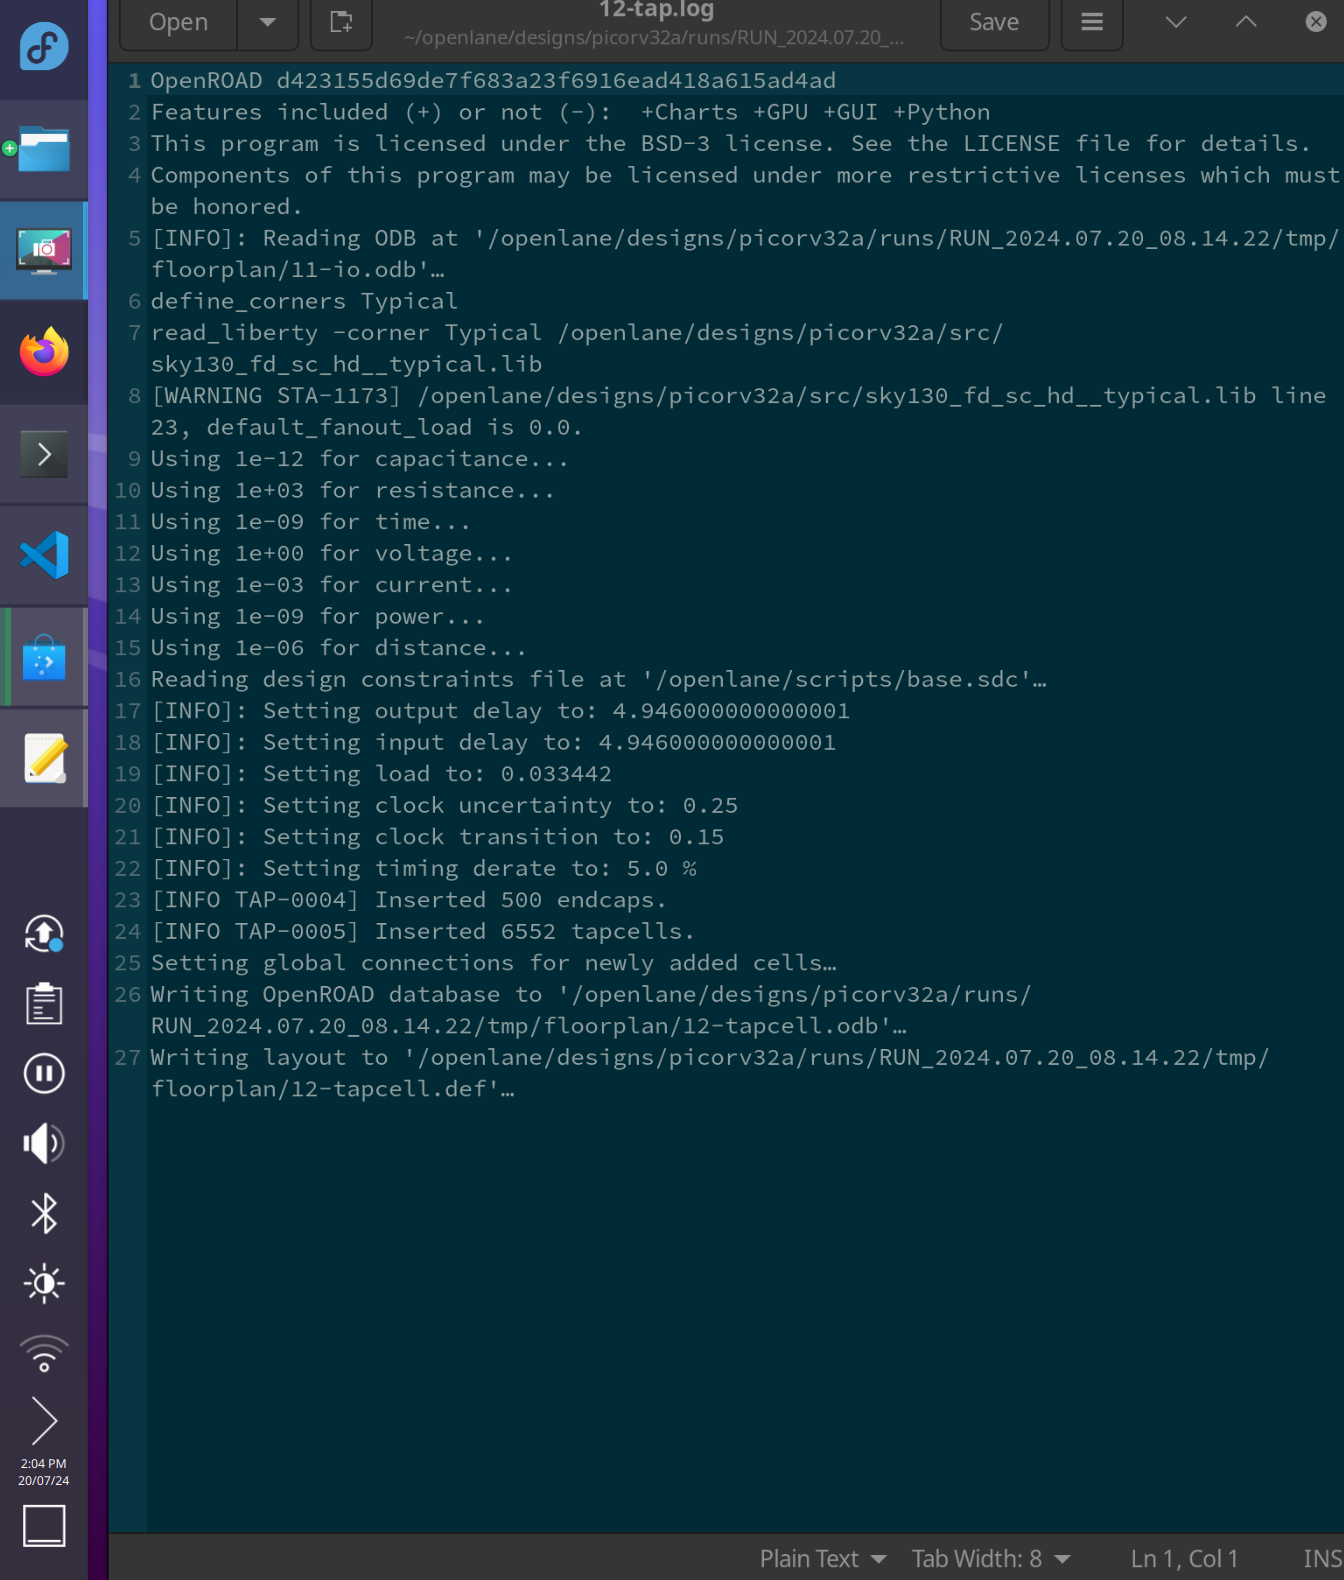 12-tap.log
Open
~/openlane/designs/picorv32a/runs/RUN_2024.07.20_...
Save
1 OpenROAD d423155d69de7f683a23f6916ead418a615ad4ad
2 Features included (+) or not (-):  +Charts +GPU +GUI +Python
3 This program is licensed under the BSD-3 license. See the LICENSE file for details.
4 Components of this program may be licensed under more restrictive licenses which must
be honored.
5 [INFO]: Reading ODB at '/openlane/designs/picorv32a/runs/RUN_2024.07.20_08.14.22/tmp/
floorplan/11-io.odb'…
6 define_corners Typical
7 read_liberty -corner Typical /openlane/designs/picorv32a/src/
sky130_fd_sc_hd__typical.lib
8 [WARNING STA-1173] /openlane/designs/picorv32a/src/sky130_fd_sc_hd__typical.lib line
23, default_fanout_load is 0.0.
9 Using 1e-12 for capacitance...
10 Using 1e+03 for resistance...
11 Using 1e-09 for time...
12 Using 1e+00 for voltage...
13 Using 1e-03 for current...
14 Using 1e-09 for power...
15 Using 1e-06 for distance...
16 Reading design constraints file at '/openlane/scripts/base.sdc'…
17 [INFO]: Setting output delay to: 4.946000000000001
18 [INFO]: Setting input delay to: 4.946000000000001
19 [INFO]: Setting load to: 0.033442
20 [INFO]: Setting clock uncertainty to: 0.25
21 [INFO]: Setting clock transition to: 0.15
22 [INFO]: Setting timing derate to: 5.0 %
23 [INFO TAP-0004] Inserted 500 endcaps.
24 [INFO TAP-0005] Inserted 6552 tapcells.
25 Setting global connections for newly added cells…
26 Writing OpenROAD database to '/openlane/designs/picorv32a/runs/
RUN_2024.07.20_08.14.22/tmp/floorplan/12-tapcell.odb'…
27 Writing layout to '/openlane/designs/picorv32a/runs/RUN_2024.07.20_08.14.22/tmp/
floorplan/12-tapcell.def'…
2:04 PM
20/07/24
Plain Text
Tab Width: 8
Ln 1, Col 1
INS